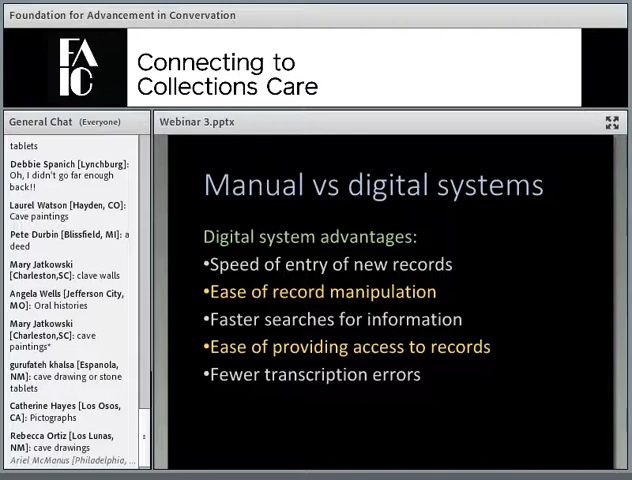 Foundation for Advancement in Convervation
FA
IC
Connecting to
Collections Care
General Chat (Everyone)
tablets
Debbie Spanich [Lynchburg]:
Oh, I didn't go far enough
back!!
Laurel Watson [Hayden, CO]:
Cave paintings
Pete Durbin [Blissfield, MI]: a
deed
Mary Jatkowski
[Charleston,SC]: clave walls
Angela Wells [Jefferson City,
MO]: Oral histories
Mary Jatkowski
[Charleston,SC]: cave
paintings*
gurufateh khalsa [Espanola,
NM]: cave drawing or stone
tablets
Catherine Hayes [Los Osos,
CA]: Pictographs
Rebecca Ortiz [Los Lunas,
NM]: cave drawings
Ariel McManus [Philadelphia, ...
Webinar 3.pptx
Manual vs digital systems
Digital system advantages:
•Speed of entry of new records
•Ease of record manipulation
•Faster searches for information
•Ease of providing access to records
•Fewer transcription errors